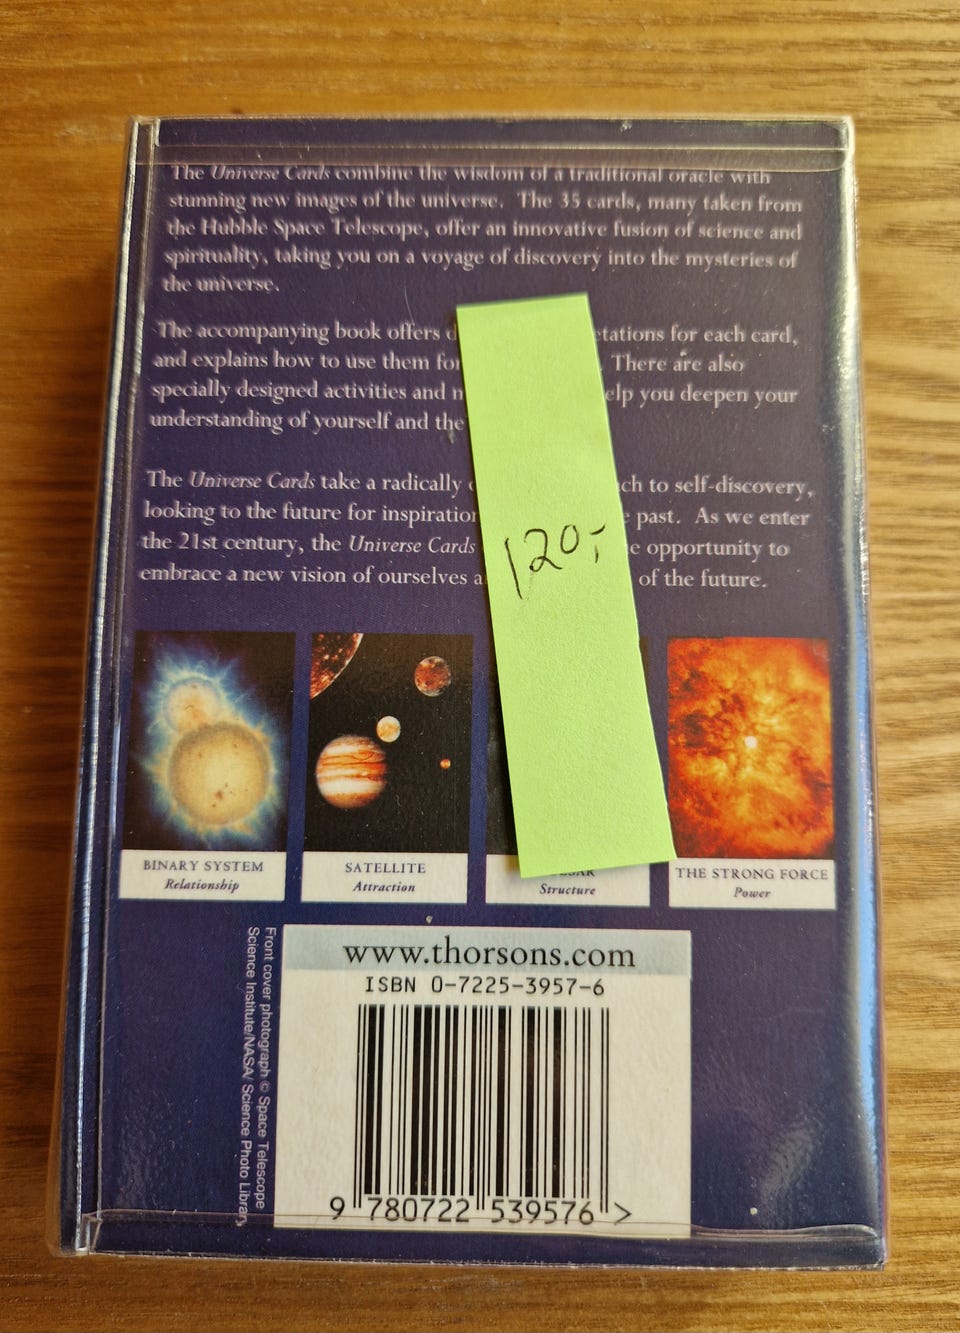 The Universe Cards combine the wisdom of a traditional oracle with
stunning new images of the universe. The 35 cards, many taken from
the Hubble Space Telescope, offer an innovative fusion of science and
spirituality, taking you on a voyage of discovery into the mysteries of
the universe.
The accompanying book offers d etations for each card,
and explains how to use them for There are also
specially designed activities and n elp you deepen your
understanding of yourself and the
The Universe Cards take a radically ch to self-discovery,
looking to the future for inspiration e past. As we enter
the 21st century, the Universe Cards e opportunity to
embrace a new vision of ourselves a of the future.
120,-
BINARY SYSTEM
Relationship
SATELLITE
Attraction
Structure
THE STRONG FORCE
Power
Front cover photograph © Space Telescope
Science Institute/NASA/ Science Photo Library
www.thorsons.com
ISBN 0-7225-3957-6
9 780722 539576 >